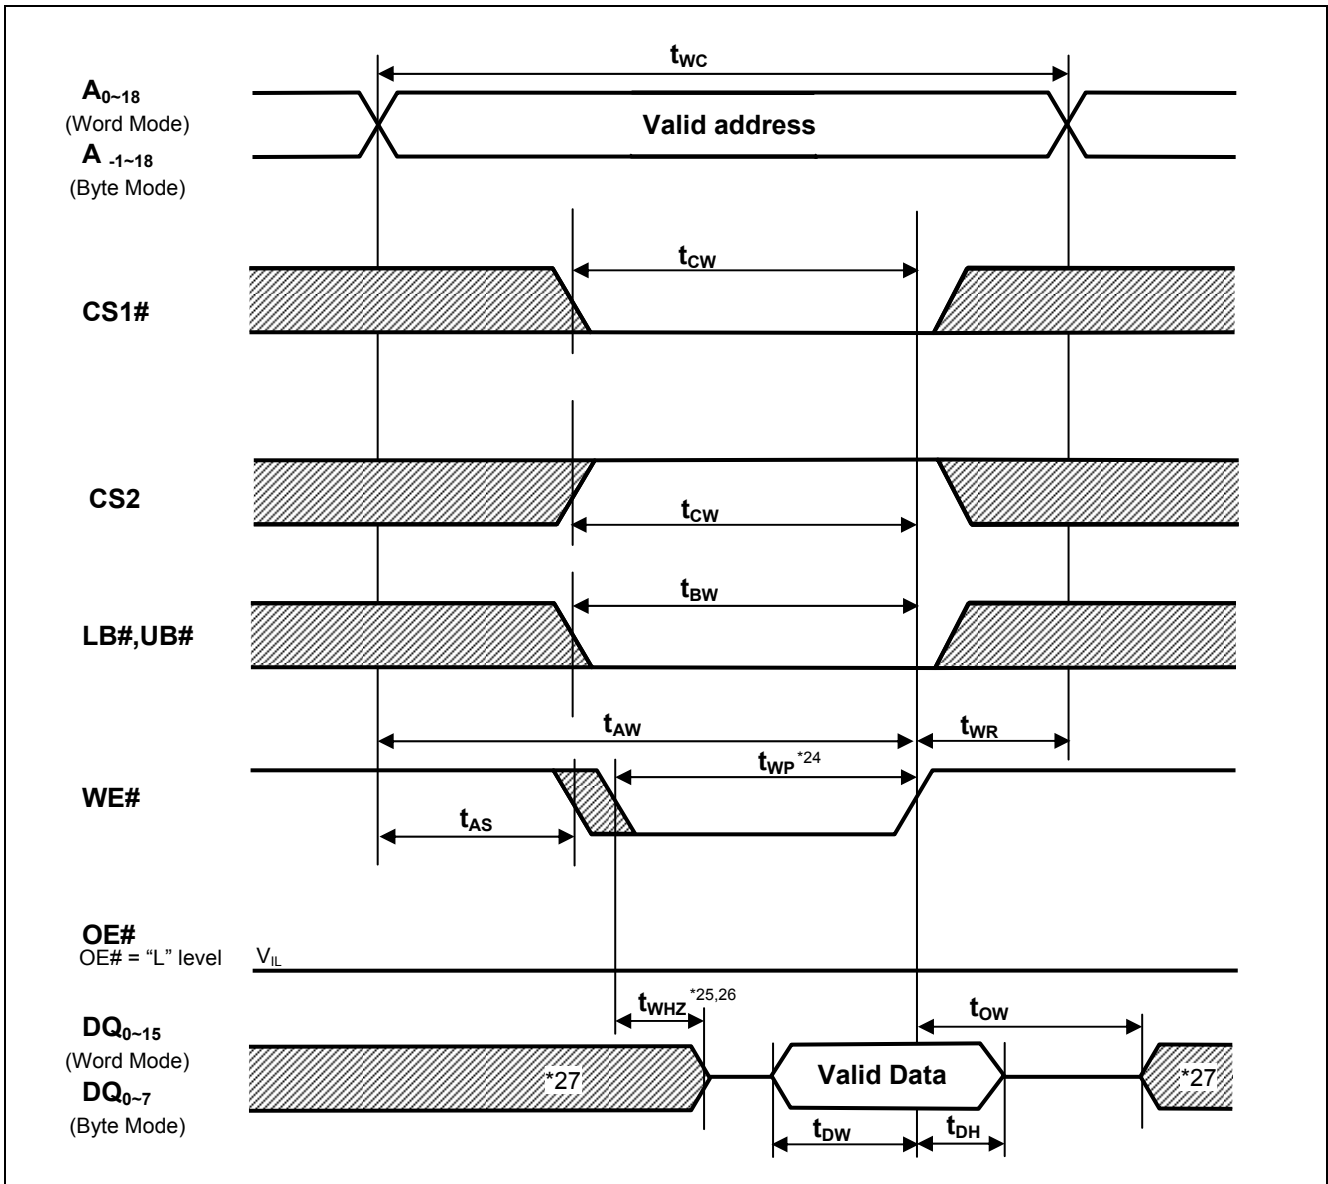 tWC
A0~18
(Word Mode)
Valid address
A -1~18
(Byte Mode)
tCW
CS1#
CS2
tCW
tBW
LB#,UB#
tAW
tWR
tWP *24
WE#
tAS
OE#
OE# = “L” level VIL
tWHZ *25,26
tOW
DQ0~15
(Word Mode)
*27
Valid Data
*27
DQ0~7
(Byte Mode)
tDW
tDH